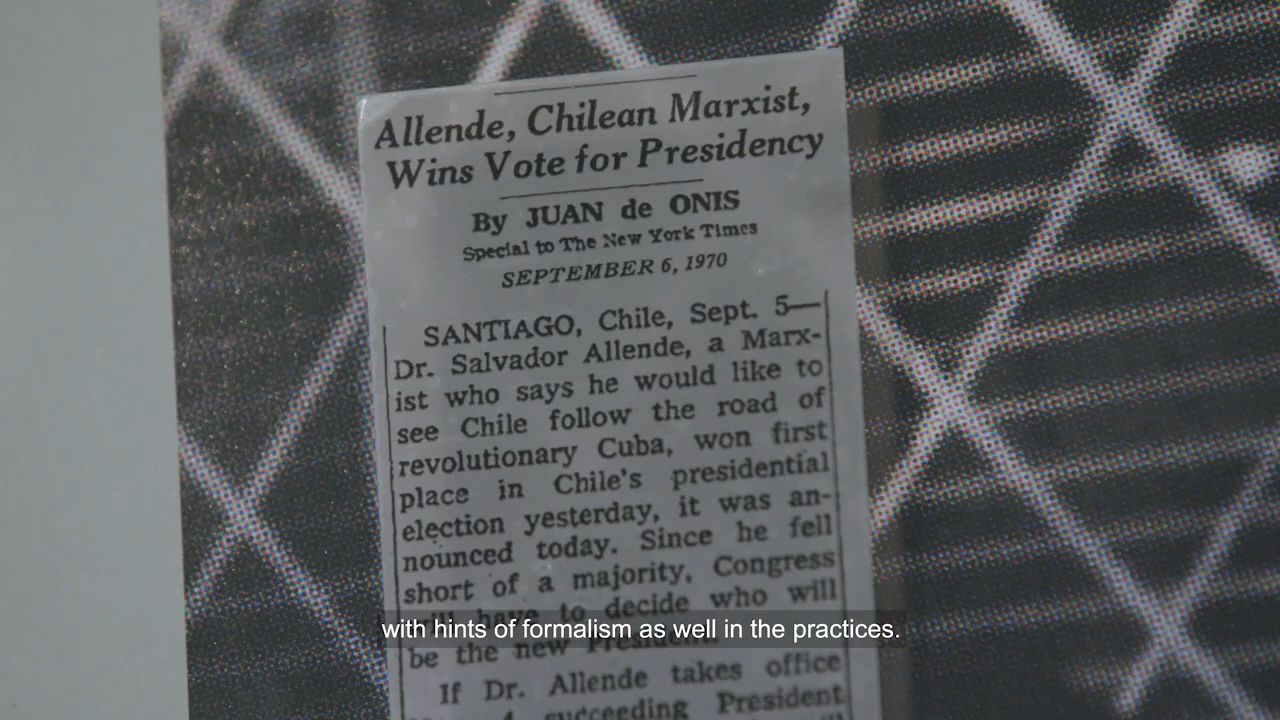 Allende, Chilean Marxist,
Wins Vote for Presidency
By JUAN de ONIS
Special to The New York Times
SEPTEMBER 6, 1970
SANTIAGO, Chile, Sept. 5—
Dr. Salvador Allende, a Marx-
ist who says he would like to
see Chile follow the road of
revolutionary Cuba, won first
place in Chile's presidential
election yesterday, it was an-
nounced today. Since he fell
short of a majority, Congress
will have to decide who will
be the new President.
If Dr. Allende takes office
succeeding President
with hints of formalism as well in the practices.